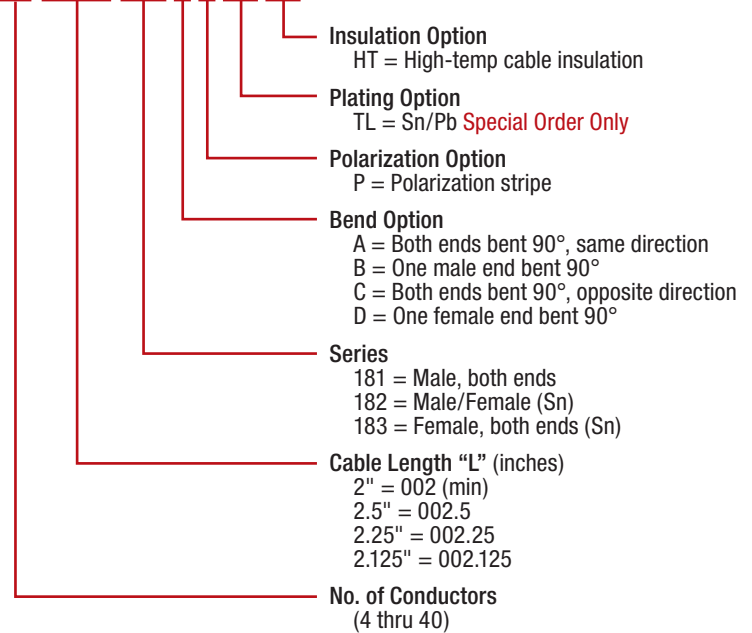 Insulation Option
HT = High-temp cable insulation
Plating Option
TL = Sn/Pb Special Order Only
Polarization Option
P = Polarization stripe
Bend Option
A = Both ends bent 90°, same direction
B = One male end bent 90°
C = Both ends bent 90°, opposite direction
D = One female end bent 90°
Series
181 = Male, both ends
182 = Male/Female (Sn)
183 = Female, both ends (Sn)
Cable Length “L” (inches)
2" = 002 (min)
2.5" = 002.5
2.25" = 002.25
2.125" = 002.125
No. of Conductors
(4 thru 40)